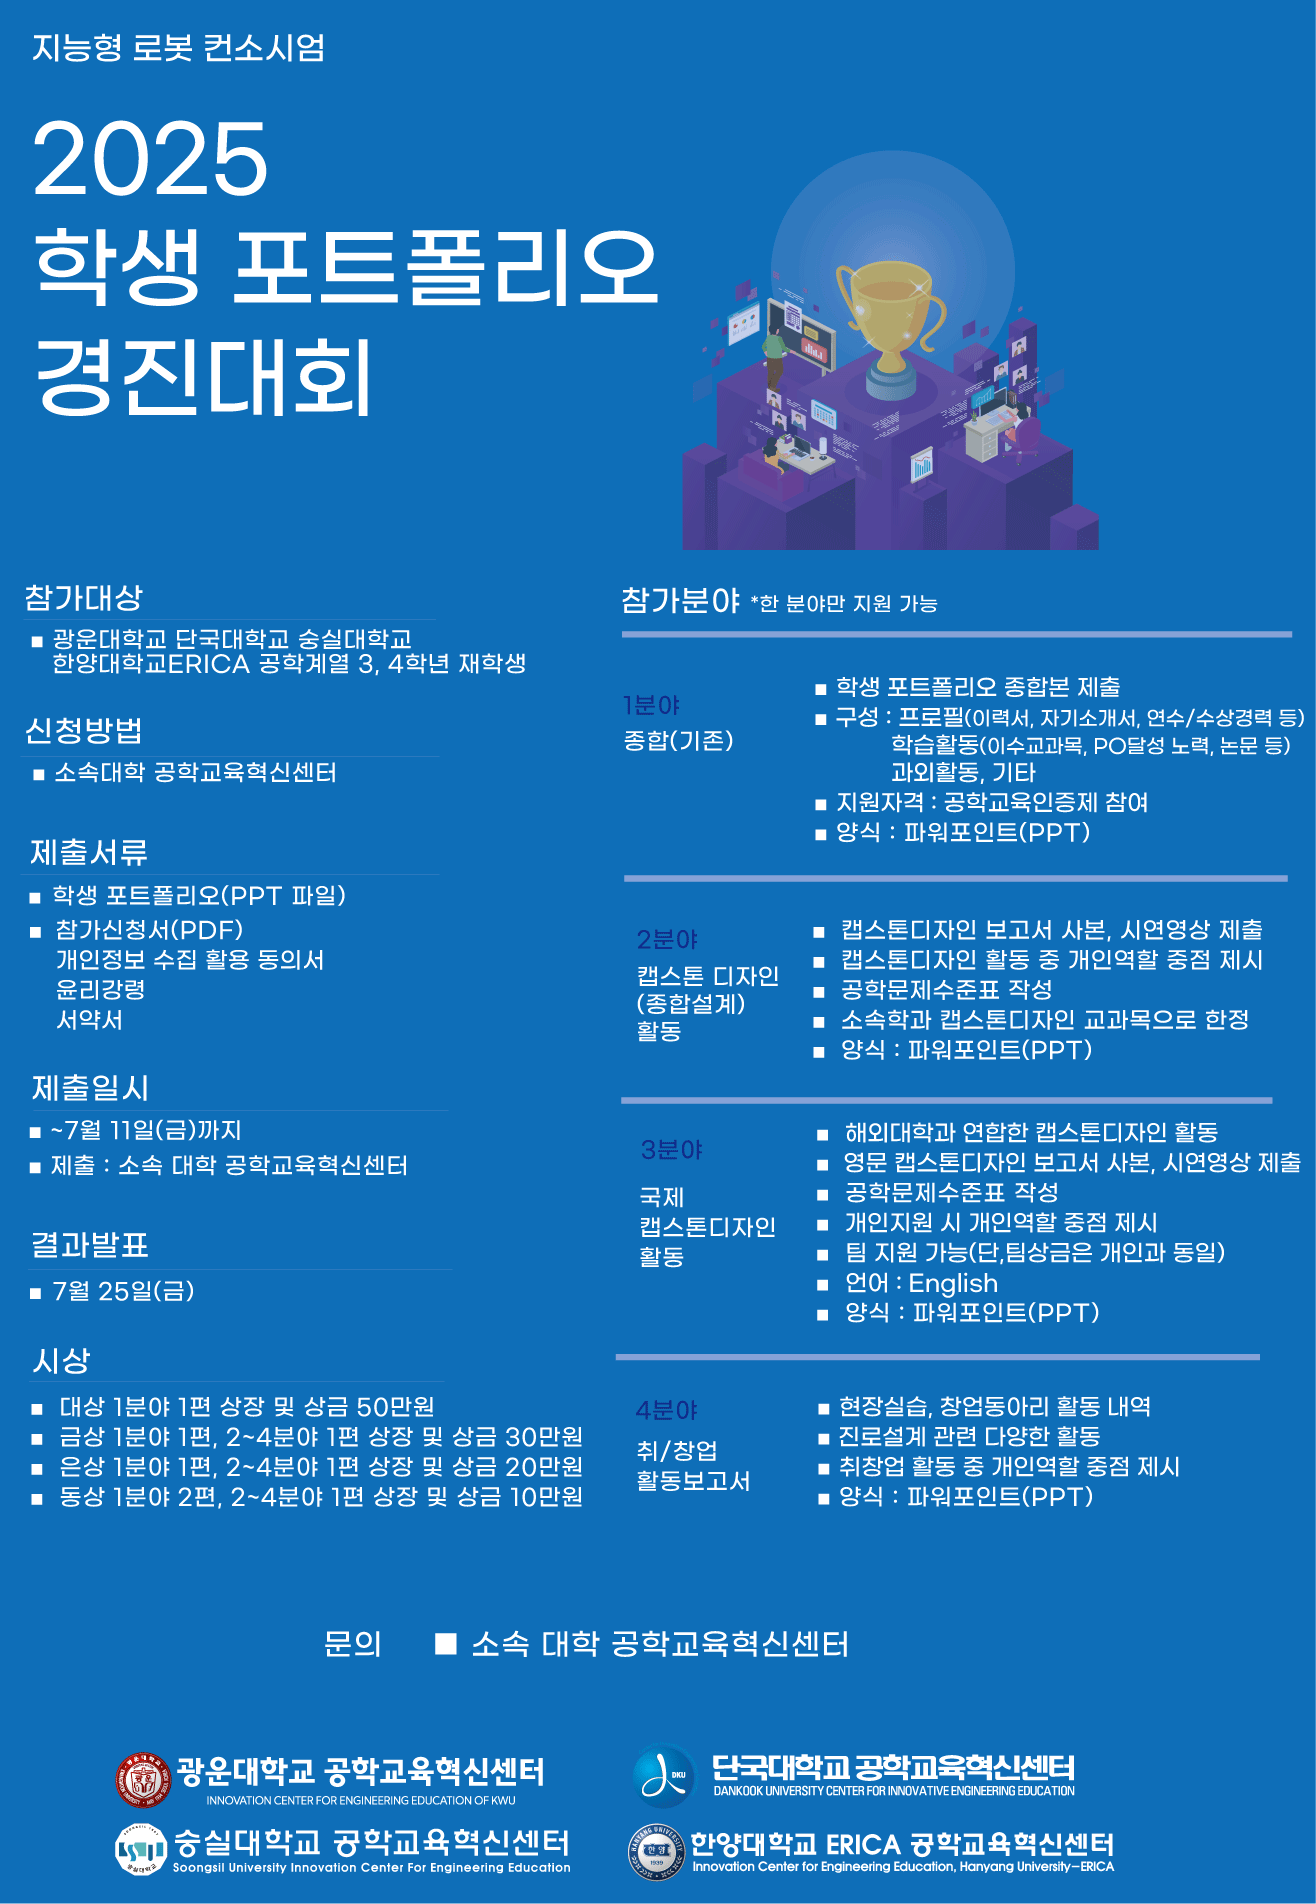 지능형 로봇 컨소시엄
2025
학생 포트폴리오
경진대회
참가대상
■ 광운대학교 단국대학교 숭실대학교
한양대학교ERICA 공학계열 3, 4학년 재학생
신청방법
■ 소속대학 공학교육혁신센터
제출서류
■ 학생 포트폴리오(PPT 파일)
■ 참가신청서(PDF)
개인정보 수집 활용 동의서
윤리강령
서약서
제출일시
■ ~7월 11일(금)까지
■ 제출 : 소속 대학 공학교육혁신센터
결과발표
■ 7월 25일(금)
시상
■ 대상 1분야 1편 상장 및 상금 50만원
■ 금상 1분야 1편, 2~4분야 1편 상장 및 상금 30만원
■ 은상 1분야 1편, 2~4분야 1편 상장 및 상금 20만원
■ 동상 1분야 2편, 2~4분야 1편 상장 및 상금 10만원
참가분야 *한 분야만 지원 가능
1분야
종합(기존)
■ 학생 포트폴리오 종합본 제출
■ 구성 : 프로필(이력서, 자기소개서, 연수/수상경력 등)
학습활동(이수교과목, PO달성 노력, 논문 등)
과외활동, 기타
■ 지원자격 : 공학교육인증제 참여
■ 양식 : 파워포인트(PPT)
2분야
캡스톤 디자인
(종합설계)
활동
■ 캡스톤디자인 보고서 사본, 시연영상 제출
■ 캡스톤디자인 활동 중 개인역할 중점 제시
■ 공학문제수준표 작성
■ 소속학과 캡스톤디자인 교과목으로 한정
■ 양식 : 파워포인트(PPT)
3분야
국제
캡스톤디자인
활동
■ 해외대학과 연합한 캡스톤디자인 활동
■ 영문 캡스톤디자인 보고서 사본, 시연영상 제출
■ 공학문제수준표 작성
■ 개인지원 시 개인역할 중점 제시
■ 팀 지원 가능(단,팀상금은 개인과 동일)
■ 언어 : English
■ 양식 : 파워포인트(PPT)
4분야
취/창업
활동보고서
■ 현장실습, 창업동아리 활동 내역
■ 진로설계 관련 다양한 활동
■ 취창업 활동 중 개인역할 중점 제시
■ 양식 : 파워포인트(PPT)
문의 ■ 소속 대학 공학교육혁신센터
광운대학교 공학교육혁신센터
INNOVATION CENTER FOR ENGINEERING EDUCATION OF KWU
DKU
단국대학교 공학교육혁신센터
DANKOOK UNIVERSITY CENTER FOR INNOVATIVE ENGINEERING EDUCATION
숭실대학교 공학교육혁신센터
Soongsil University Innovation Center For Engineering Education
한양
1939
한양대학교 ERICA 공학교육혁신센터
Innovation Center for Engineering Education, Hanyang University-ERICA